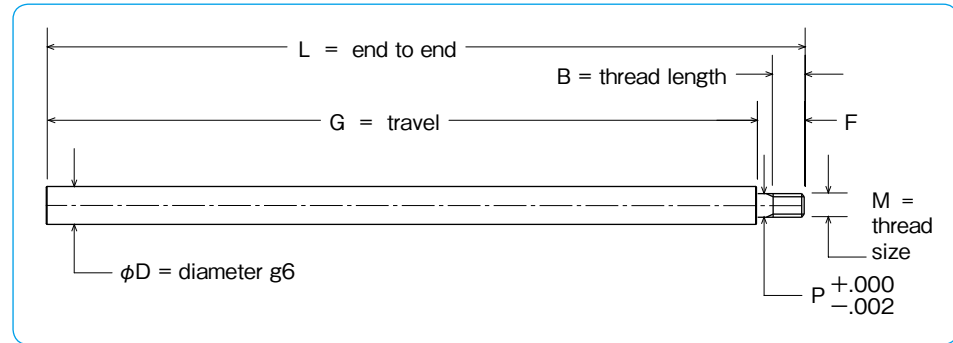 L = end to end
B = thread length
G = travel
F
M =
thread
size
φD = diameter g6
P +.000
−.002